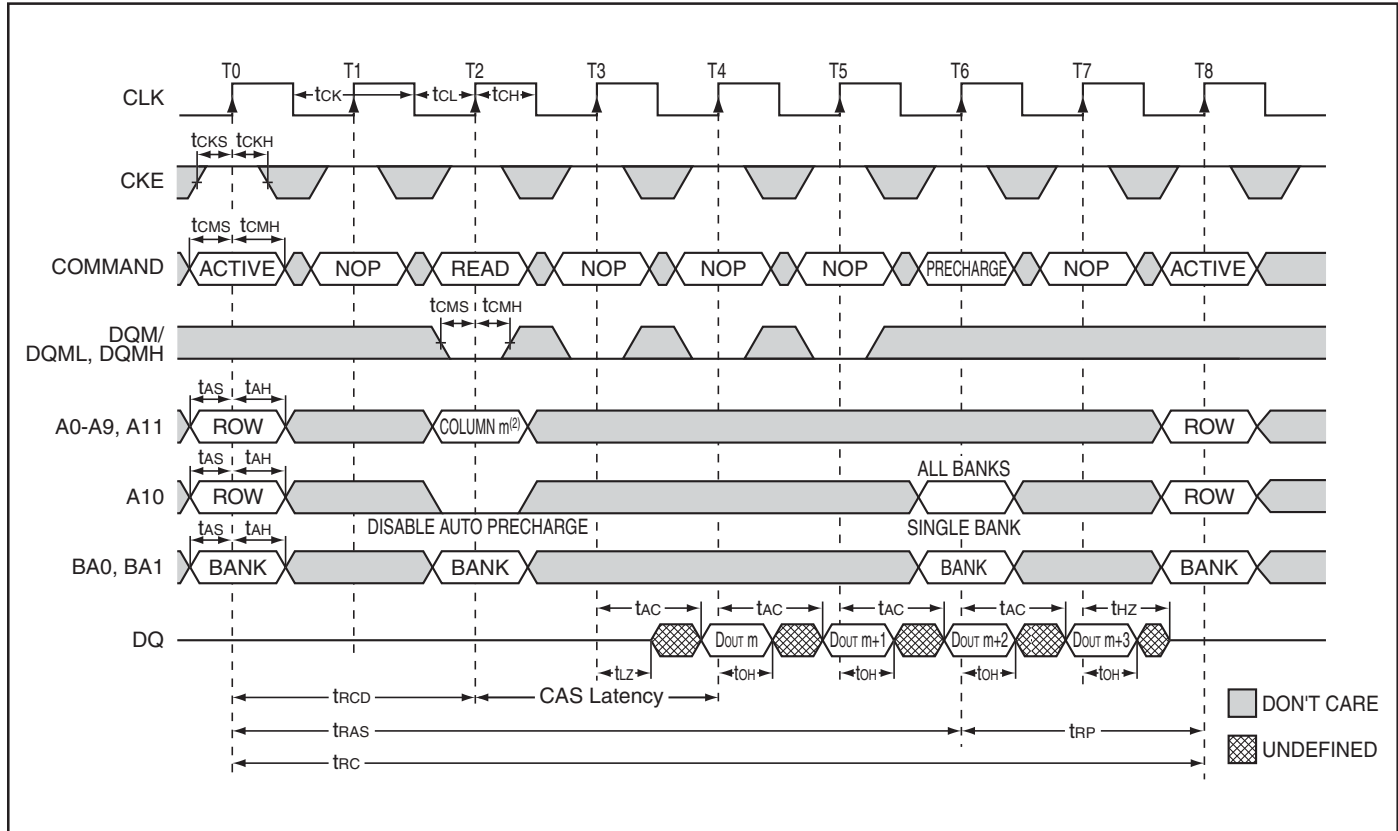 T0 T1 T2 T3 T4 T5 T6 T7 T8
CLK tCK tCL tCH
tCKS tCKH
CKE
tCMS tCMH
COMMAND ACTIVE NOP READ NOP NOP NOP PRECHARGE NOP ACTIVE
tCMS tCMH
DQM/
DQML, DQMH
tAS tAH
A0-A9, A11 ROW COLUMN m(2) ROW
tAS tAH ALL BANKS
A10 ROW ROW
DISABLE AUTO PRECHARGE SINGLE BANK
tAS tAH
BA0, BA1 BANK BANK BANK BANK
tAC tAC tAC tAC tHZ
DQ DOUT m DOUT m+1 DOUT m+2 DOUT m+3
tLZ tOH tOH tOH tOH
tRCD CAS Latency
DON'T CARE
tRAS tRP
UNDEFINED
tRC